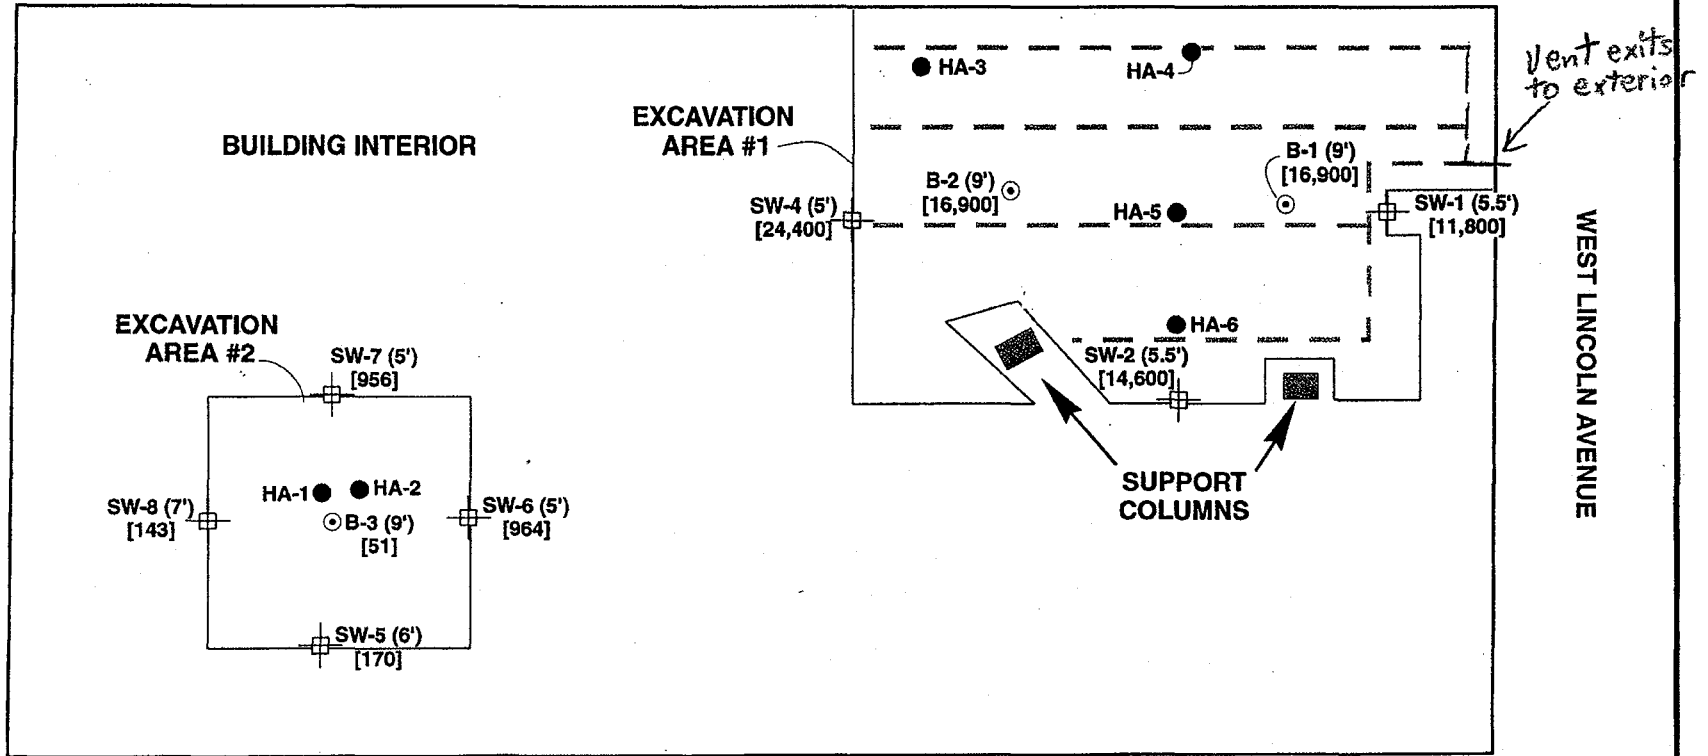 Vent exits
to exterior
HA-3
HA-4
EXCAVATION
AREA #1
BUILDING INTERIOR
B-1 (9')
[16,900]
B-2 (9')
[16,900]
SW-4 (5')
[24,400]
HA-5
SW-1 (5.5')
[11,800]
WEST LINCOLN AVENUE
EXCAVATION
AREA #2
HA-6
SW-7 (5')
[956]
SW-2 (5.5')
[14,600]
HA-1
HA-2
SW-8 (7')
[143]
B-3 (9')
[51]
SW-6 (5')
[964]
SUPPORT
COLUMNS
SW-5 (6')
[170]